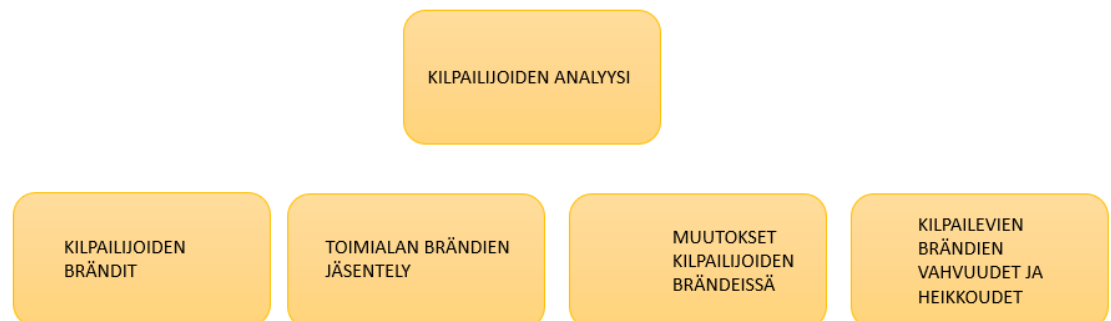 KILPAILIJOIDEN ANALYYSI
KILPAILIJOIDEN
BRÄNDIT
TOIMIALAN BRÄNDIEN
JÄSENTELY
MUUTOKSET
KILPAILIJOIDEN
BRÄNDEISSÄ
KILPAILEVIEN
BRÄNDIEN
VAHVUUDET JA
HEIKKOUDET